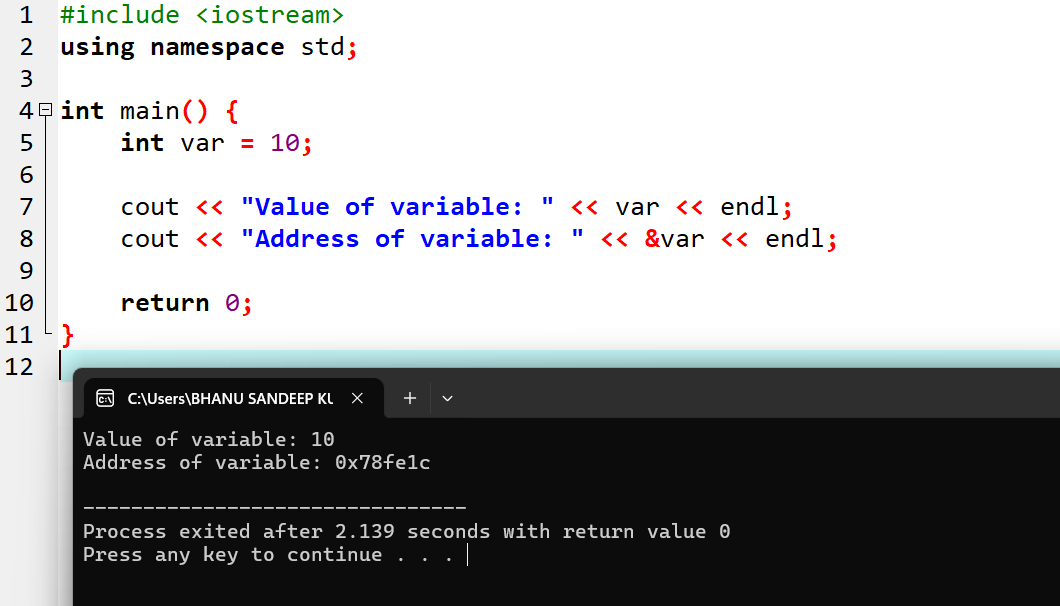 1 #include <iostream>
2 using namespace std;
3
4 int main() {
5 int var = 10;
6
7 cout << "Value of variable: " << var << endl;
8 cout << "Address of variable: " << &var << endl;
9
10 return 0;
11 }
12
C:\Users\BHANU SANDEEP
Value of variable: 10
Address of variable: 0x78fe1c
--------------------------------
Process exited after 2.139 seconds with return value 0
Press any key to continue . . .